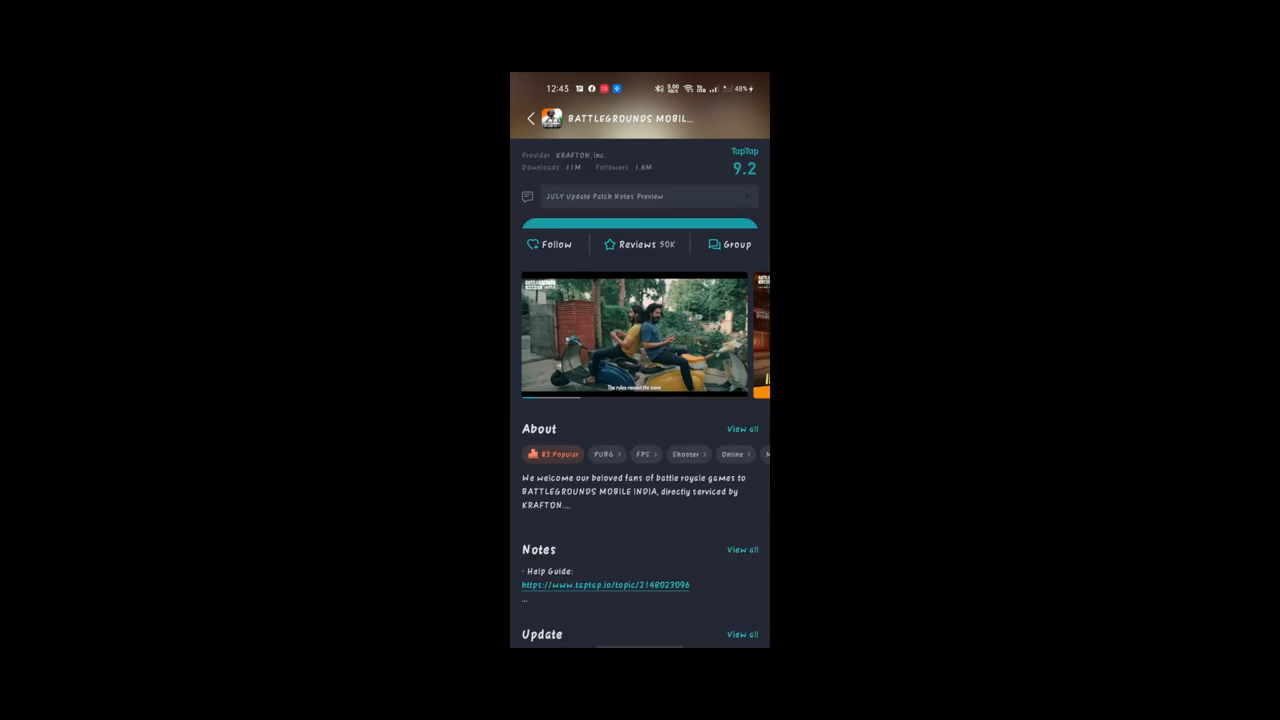 12:43
48%
BATTLEGROUNDS MOBIL...
Provider KRAFTON, Inc.
TapTap
Downloads 11M Followers 1.6M
9.2
JULY Update Patch Notes Preview
Follow
Reviews 50K
Group
The rules remain the same
About
View all
#3 Popular
PUBG
FPS
Shooter
Online
We welcome our beloved fans of battle royale games to
BATTLEGROUNDS MOBILE INDIA, directly serviced by
KRAFTON....
Notes
View all
· Help Guide:
https://www.taptap.io/topic/2148023096
...
Update
View all